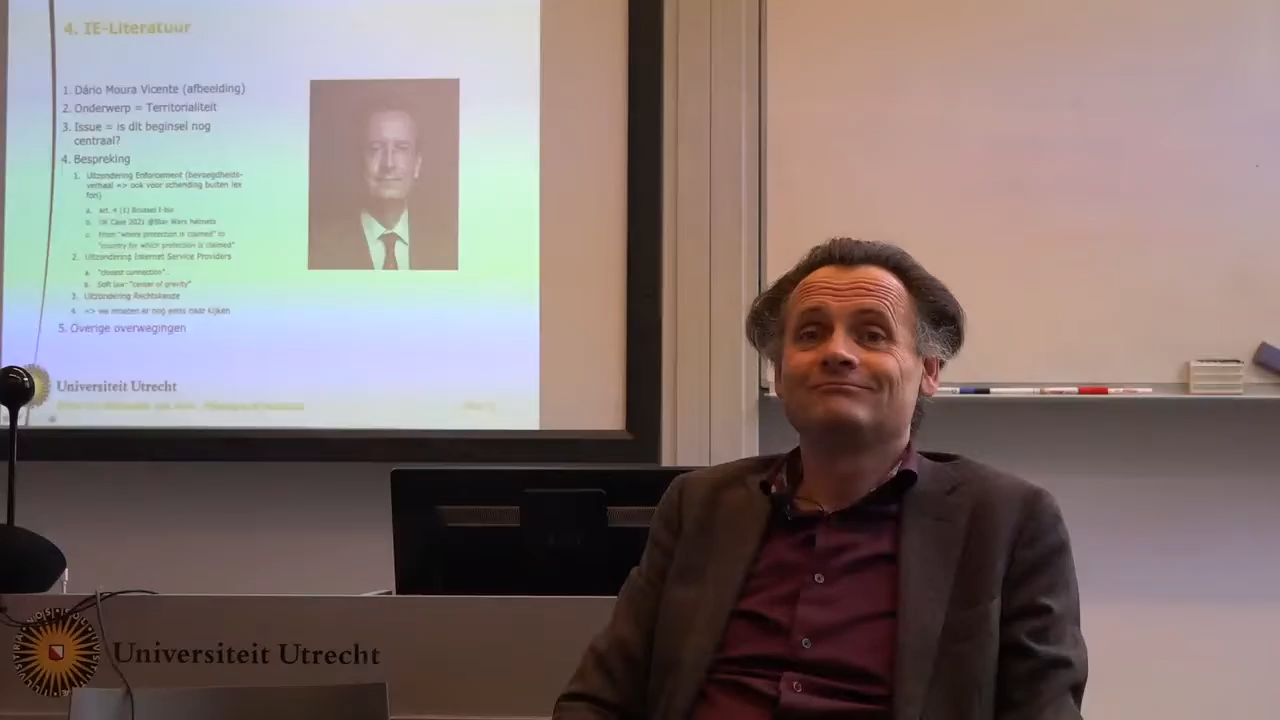 4. IE-Literatuur
1. Dário Moura Vicente (afbeelding)
2. Onderwerp = Territorialiteit
3. Issue = is dit beginsel nog
centraal?
4. Bespreking
1. Uitzondering Enforcement (bevoegdheids-
verhaal => ook voor schending buiten lex
fori)
a. art. 4 (1) Brussel I-bis
b. UK Case 2021 @Star Wars helmets
c. From "where protection is claimed" to
"country for which protection is claimed"
2. Uitzondering Internet Service Providers
a. "closest connection"..
b. Soft law: "center of gravity"
3. Uitzondering Rechtskeuze
4. => we moeten er nog eens naar kijken
5. Overige overwegingen
Universiteit Utrecht
Universiteit Utrecht